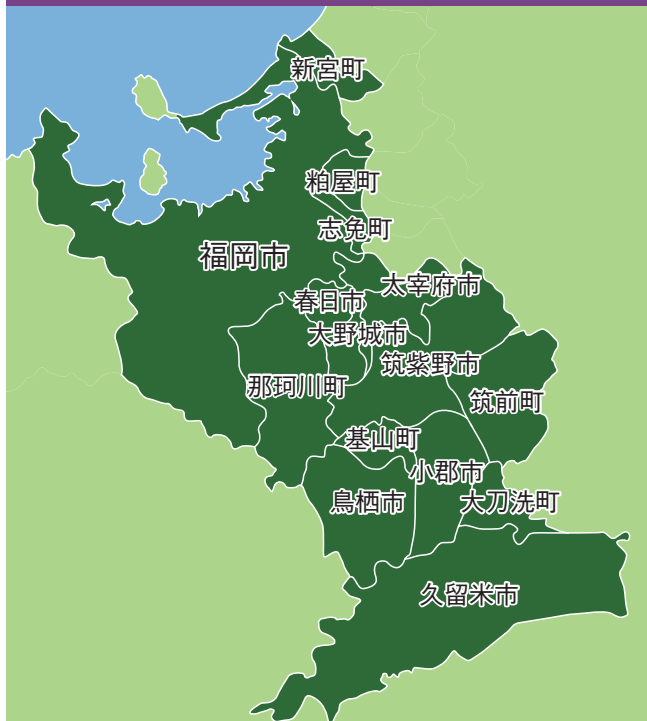 新宮町
粕屋町
志免町
福岡市
太宰府市
春日市
大野城市
筑紫野市
那珂川町
筑前町
基山町
小郡市
鳥栖市
大刀洗町
久留米市